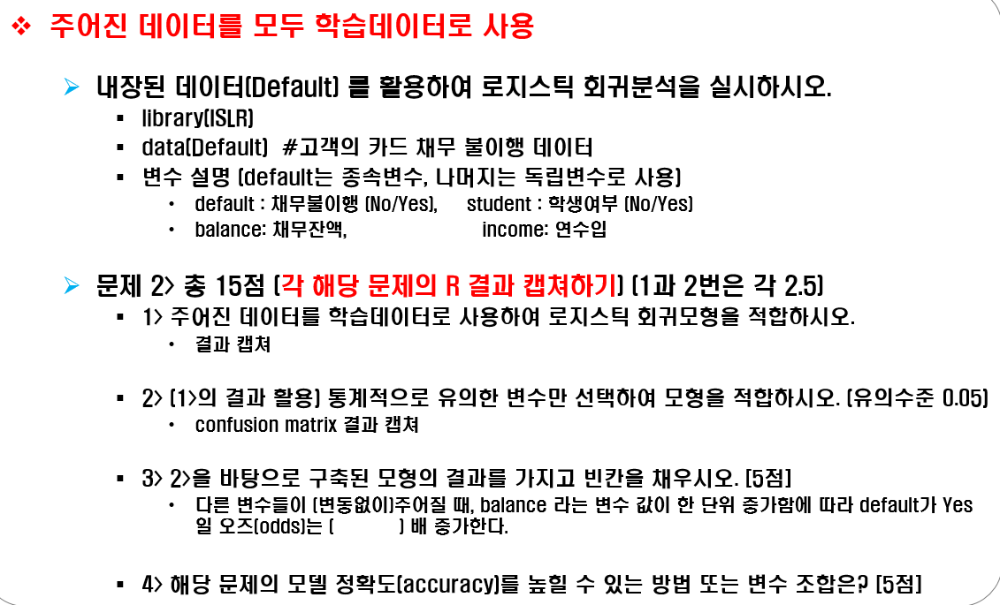 ❖ 주어진 데이터를 모두 학습데이터로 사용
➢ 내장된 데이터(Default) 를 활용하여 로지스틱 회귀분석을 실시하시오.
▪ library(ISLR)
▪ data(Default) #고객의 카드 채무 불이행 데이터
▪ 변수 설명 (default는 종속변수, 나머지는 독립변수로 사용)
• default : 채무불이행 (No/Yes), student : 학생여부 (No/Yes)
• balance: 채무잔액, income: 연수입
➢ 문제 2> 총 15점 (각 해당 문제의 R 결과 캡쳐하기) (1과 2번은 각 2.5)
▪ 1> 주어진 데이터를 학습데이터로 사용하여 로지스틱 회귀모형을 적합하시오.
• 결과 캡쳐
▪ 2> (1>의 결과 활용) 통계적으로 유의한 변수만 선택하여 모형을 적합하시오. (유의수준 0.05)
• confusion matrix 결과 캡쳐
▪ 3> 2>을 바탕으로 구축된 모형의 결과를 가지고 빈칸을 채우시오. [5점]
• 다른 변수들이 (변동없이)주어질 때, balance 라는 변수 값이 한 단위 증가함에 따라 default가 Yes
일 오즈(odds)는 ( ) 배 증가한다.
▪ 4> 해당 문제의 모델 정확도(accuracy)를 높힐 수 있는 방법 또는 변수 조합은? [5점]